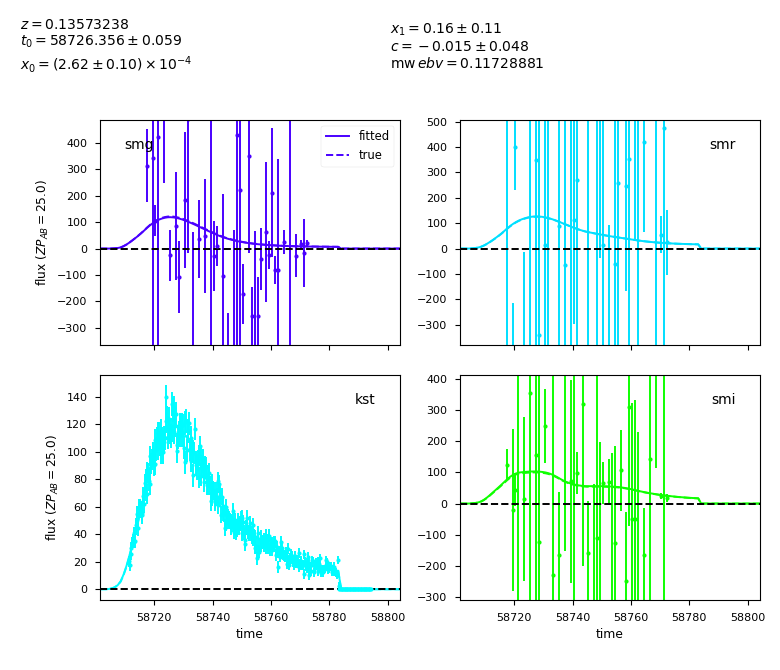 z = 0.13573238
t₀ = 58726.356 ± 0.059
x₀ = (2.62 ± 0.10) × 10⁻⁴
x₁ = 0.16 ± 0.11
c = −0.015 ± 0.048
mw ebv = 0.11728881
smg
fitted
true
400
300
200
100
0
−100
−200
−300
flux (ZP_AB = 25.0)
smr
500
400
300
200
100
0
−100
−200
−300
kst
140
120
100
80
60
40
20
0
flux (ZP_AB = 25.0)
58720 58740 58760 58780 58800
time
smi
400
300
200
100
0
−100
−200
−300
58720 58740 58760 58780 58800
time